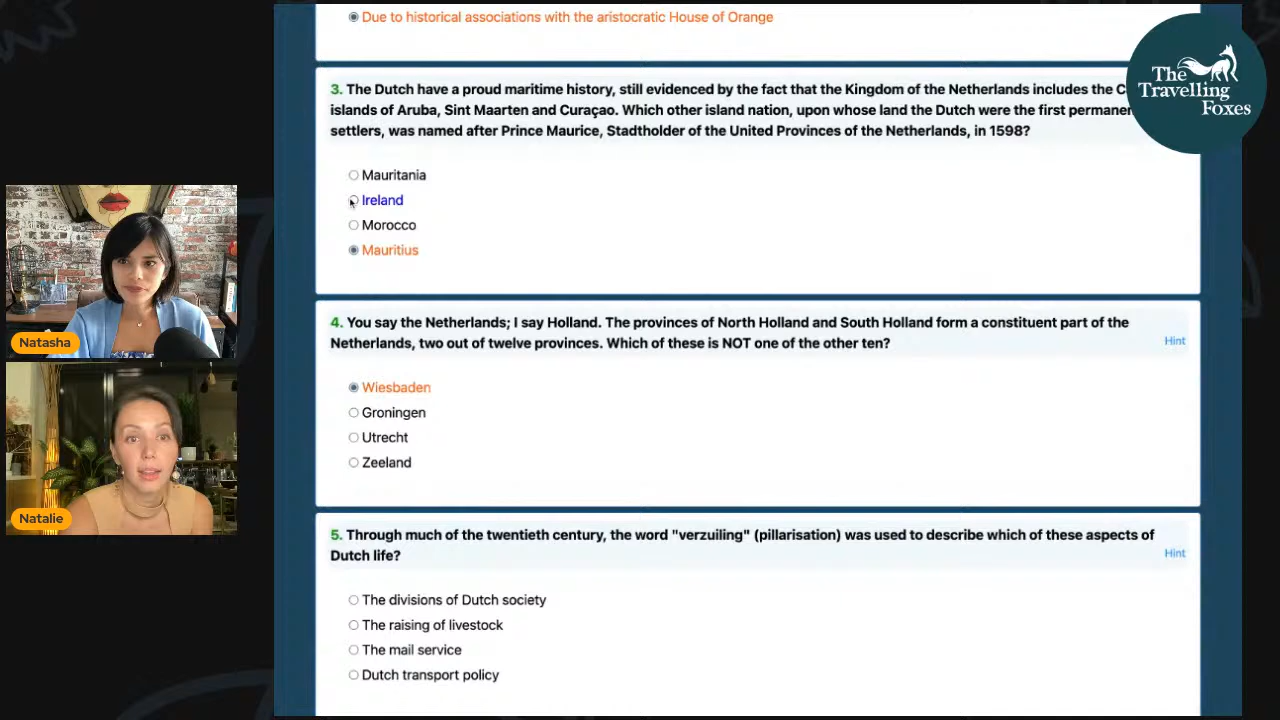 Due to historical associations with the aristocratic House of Orange
The
Travelling
Foxes
3. The Dutch have a proud maritime history, still evidenced by the fact that the Kingdom of the Netherlands includes the C
islands of Aruba, Sint Maarten and Curaçao. Which other island nation, upon whose land the Dutch were the first permaner
settlers, was named after Prince Maurice, Stadtholder of the United Provinces of the Netherlands, in 1598?
Mauritania
Ireland
Morocco
Mauritius
Natasha
4. You say the Netherlands; I say Holland. The provinces of North Holland and South Holland form a constituent part of the
Netherlands, two out of twelve provinces. Which of these is NOT one of the other ten?
Hint
Wiesbaden
Groningen
Utrecht
Zeeland
Natalie
5. Through much of the twentieth century, the word "verzuiling" (pillarisation) was used to describe which of these aspects of
Dutch life?
Hint
The divisions of Dutch society
The raising of livestock
The mail service
Dutch transport policy